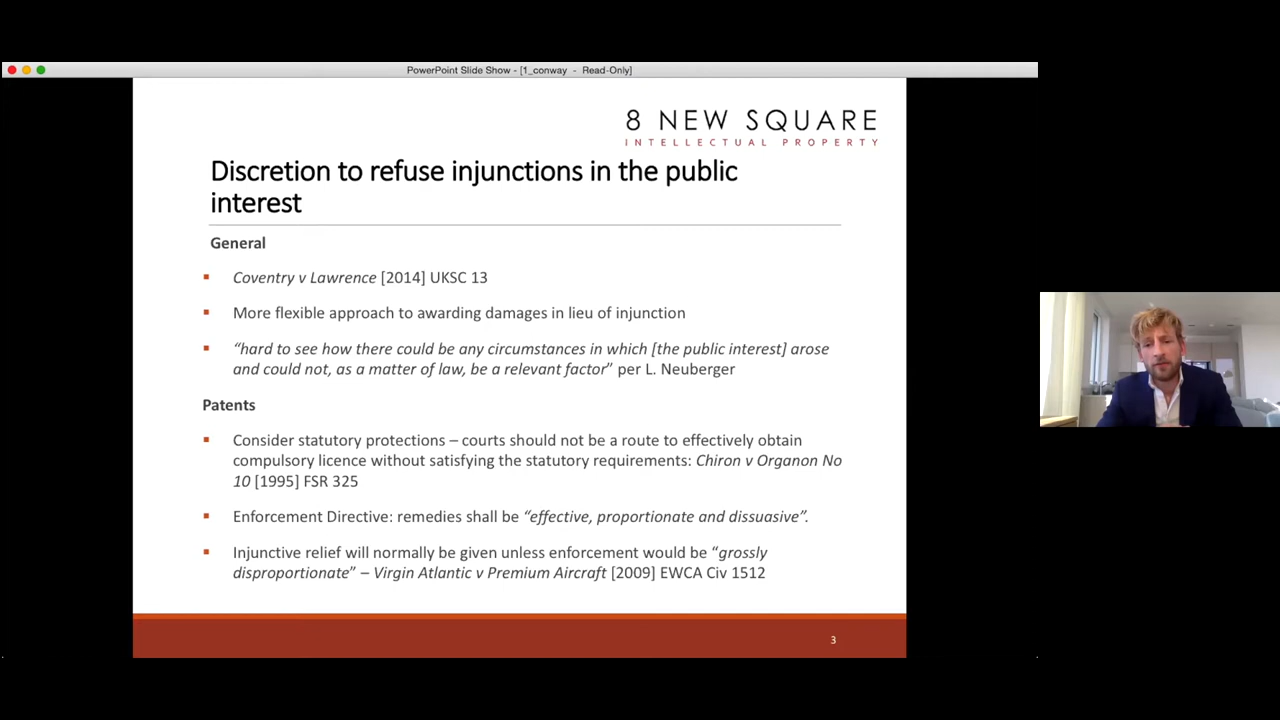 PowerPoint Slide Show - [1_conway - Read-Only]
8 NEW SQUARE
INTELLECTUAL PROPERTY
Discretion to refuse injunctions in the public
interest
General
▪ Coventry v Lawrence [2014] UKSC 13
▪ More flexible approach to awarding damages in lieu of injunction
▪ “hard to see how there could be any circumstances in which [the public interest] arose
and could not, as a matter of law, be a relevant factor” per L. Neuberger
Patents
▪ Consider statutory protections – courts should not be a route to effectively obtain
compulsory licence without satisfying the statutory requirements: Chiron v Organon No
10 [1995] FSR 325
▪ Enforcement Directive: remedies shall be “effective, proportionate and dissuasive”.
▪ Injunctive relief will normally be given unless enforcement would be “grossly
disproportionate” – Virgin Atlantic v Premium Aircraft [2009] EWCA Civ 1512
3